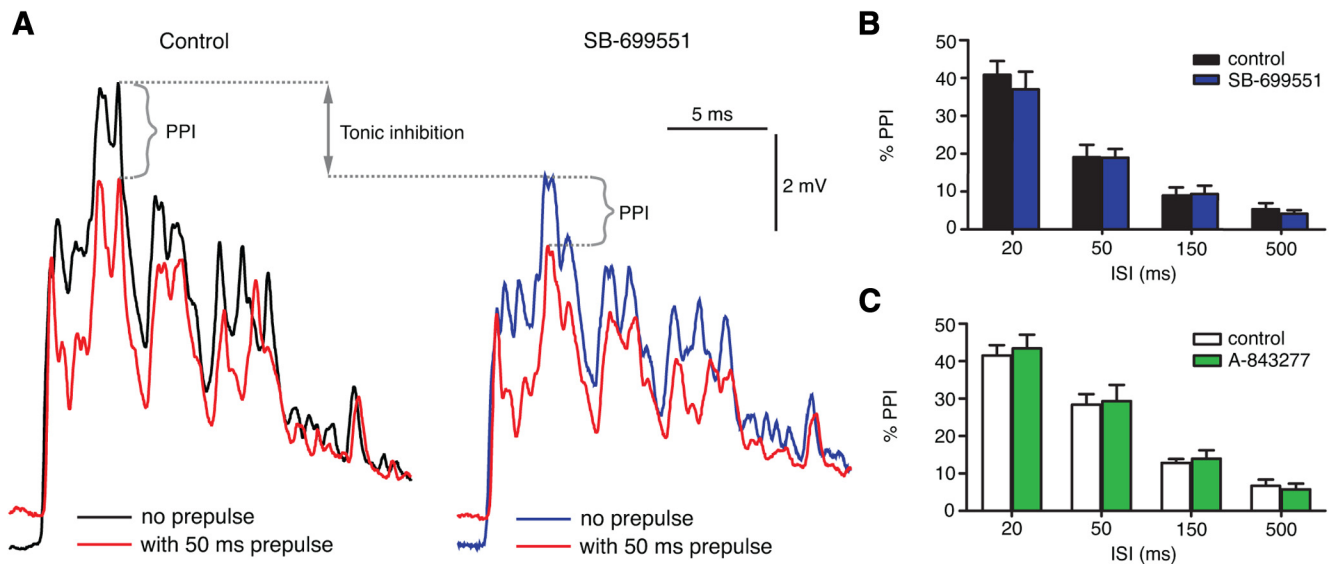 A
Control
SB-699551
PPI
Tonic inhibition
5 ms
2 mV
PPI
no prepulse
with 50 ms prepulse
no prepulse
with 50 ms prepulse
B
50
40
30
20
10
0
% PPI
control
SB-699551
20 50 150 500
ISI (ms)
C
50
40
30
20
10
0
% PPI
control
A-843277
20 50 150 500
ISI (ms)